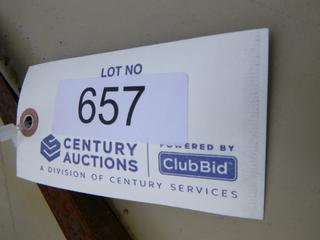 LOT NO
657
CENTURY
AUCTIONS
POWERED BY
ClubBid
A DIVISION OF CENTURY SERVICES